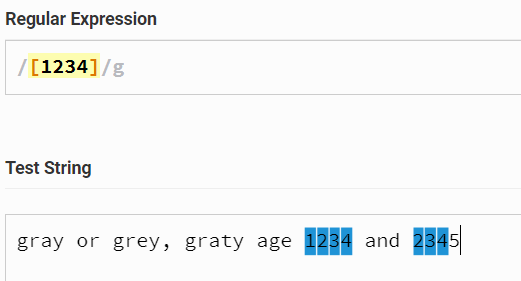 Regular Expression
/[1234]/g
Test String
gray or grey, graty age 1234 and 2345